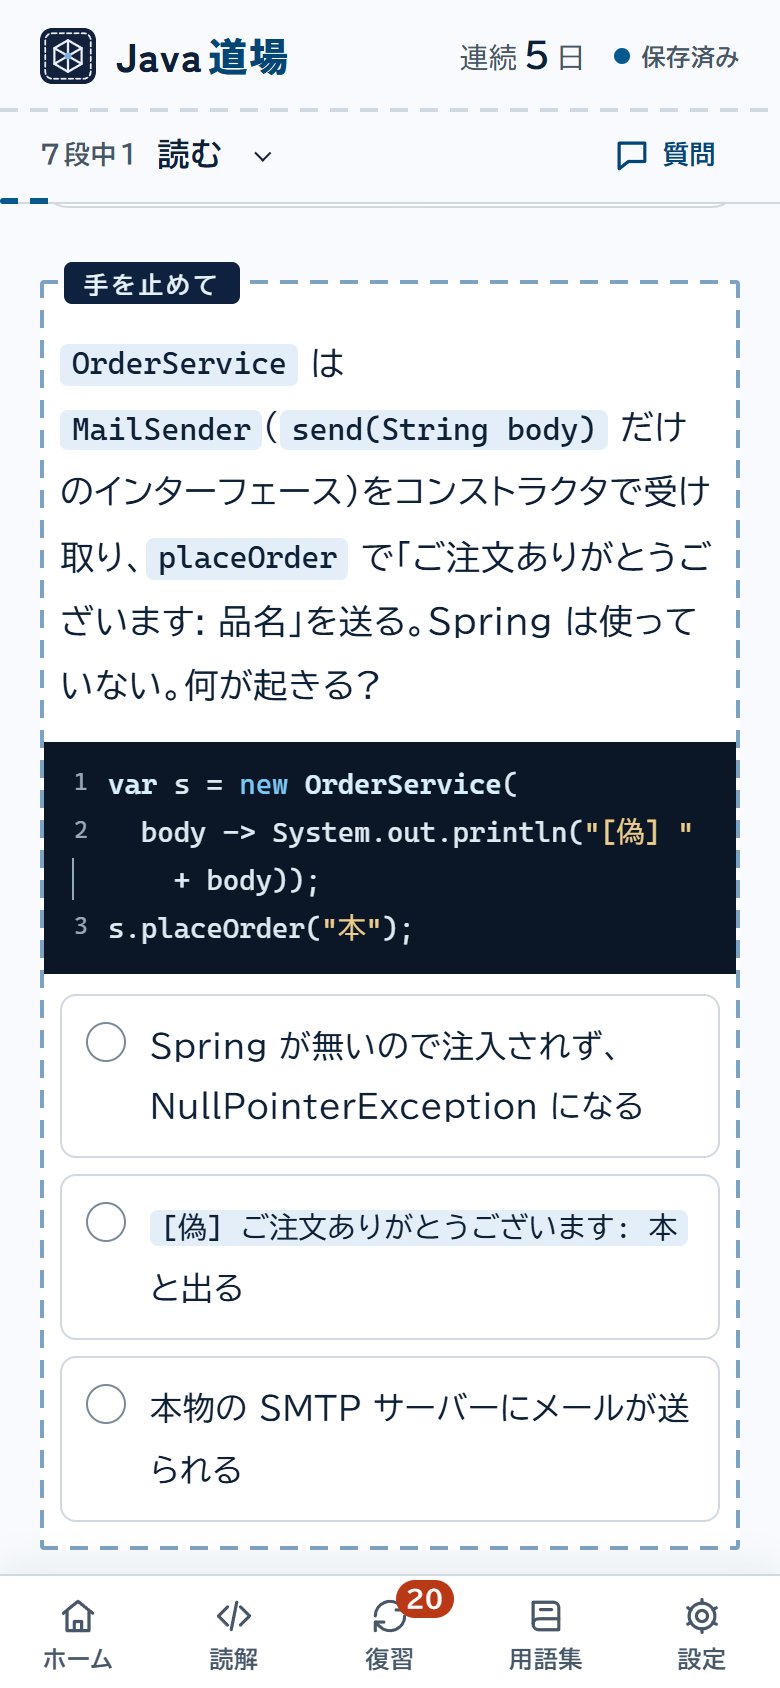 Java道場
連続 5 日
保存済み
7段中1 読む
質問
手を止めて
OrderService は
MailSender(send(String body) だけ
のインターフェース)をコンストラクタで受け
取り、placeOrder で「ご注文ありがとうご
ざいます: 品名」を送る。Spring は使って
いない。何が起きる?
1 var s = new OrderService(
2 body -> System.out.println("[偽] "
+ body));
3 s.placeOrder("本");
Spring が無いので注入されず、
NullPointerException になる
[偽] ご注文ありがとうございます: 本
と出る
本物の SMTP サーバーにメールが送
られる
ホーム
読解
20
復習
用語集
設定